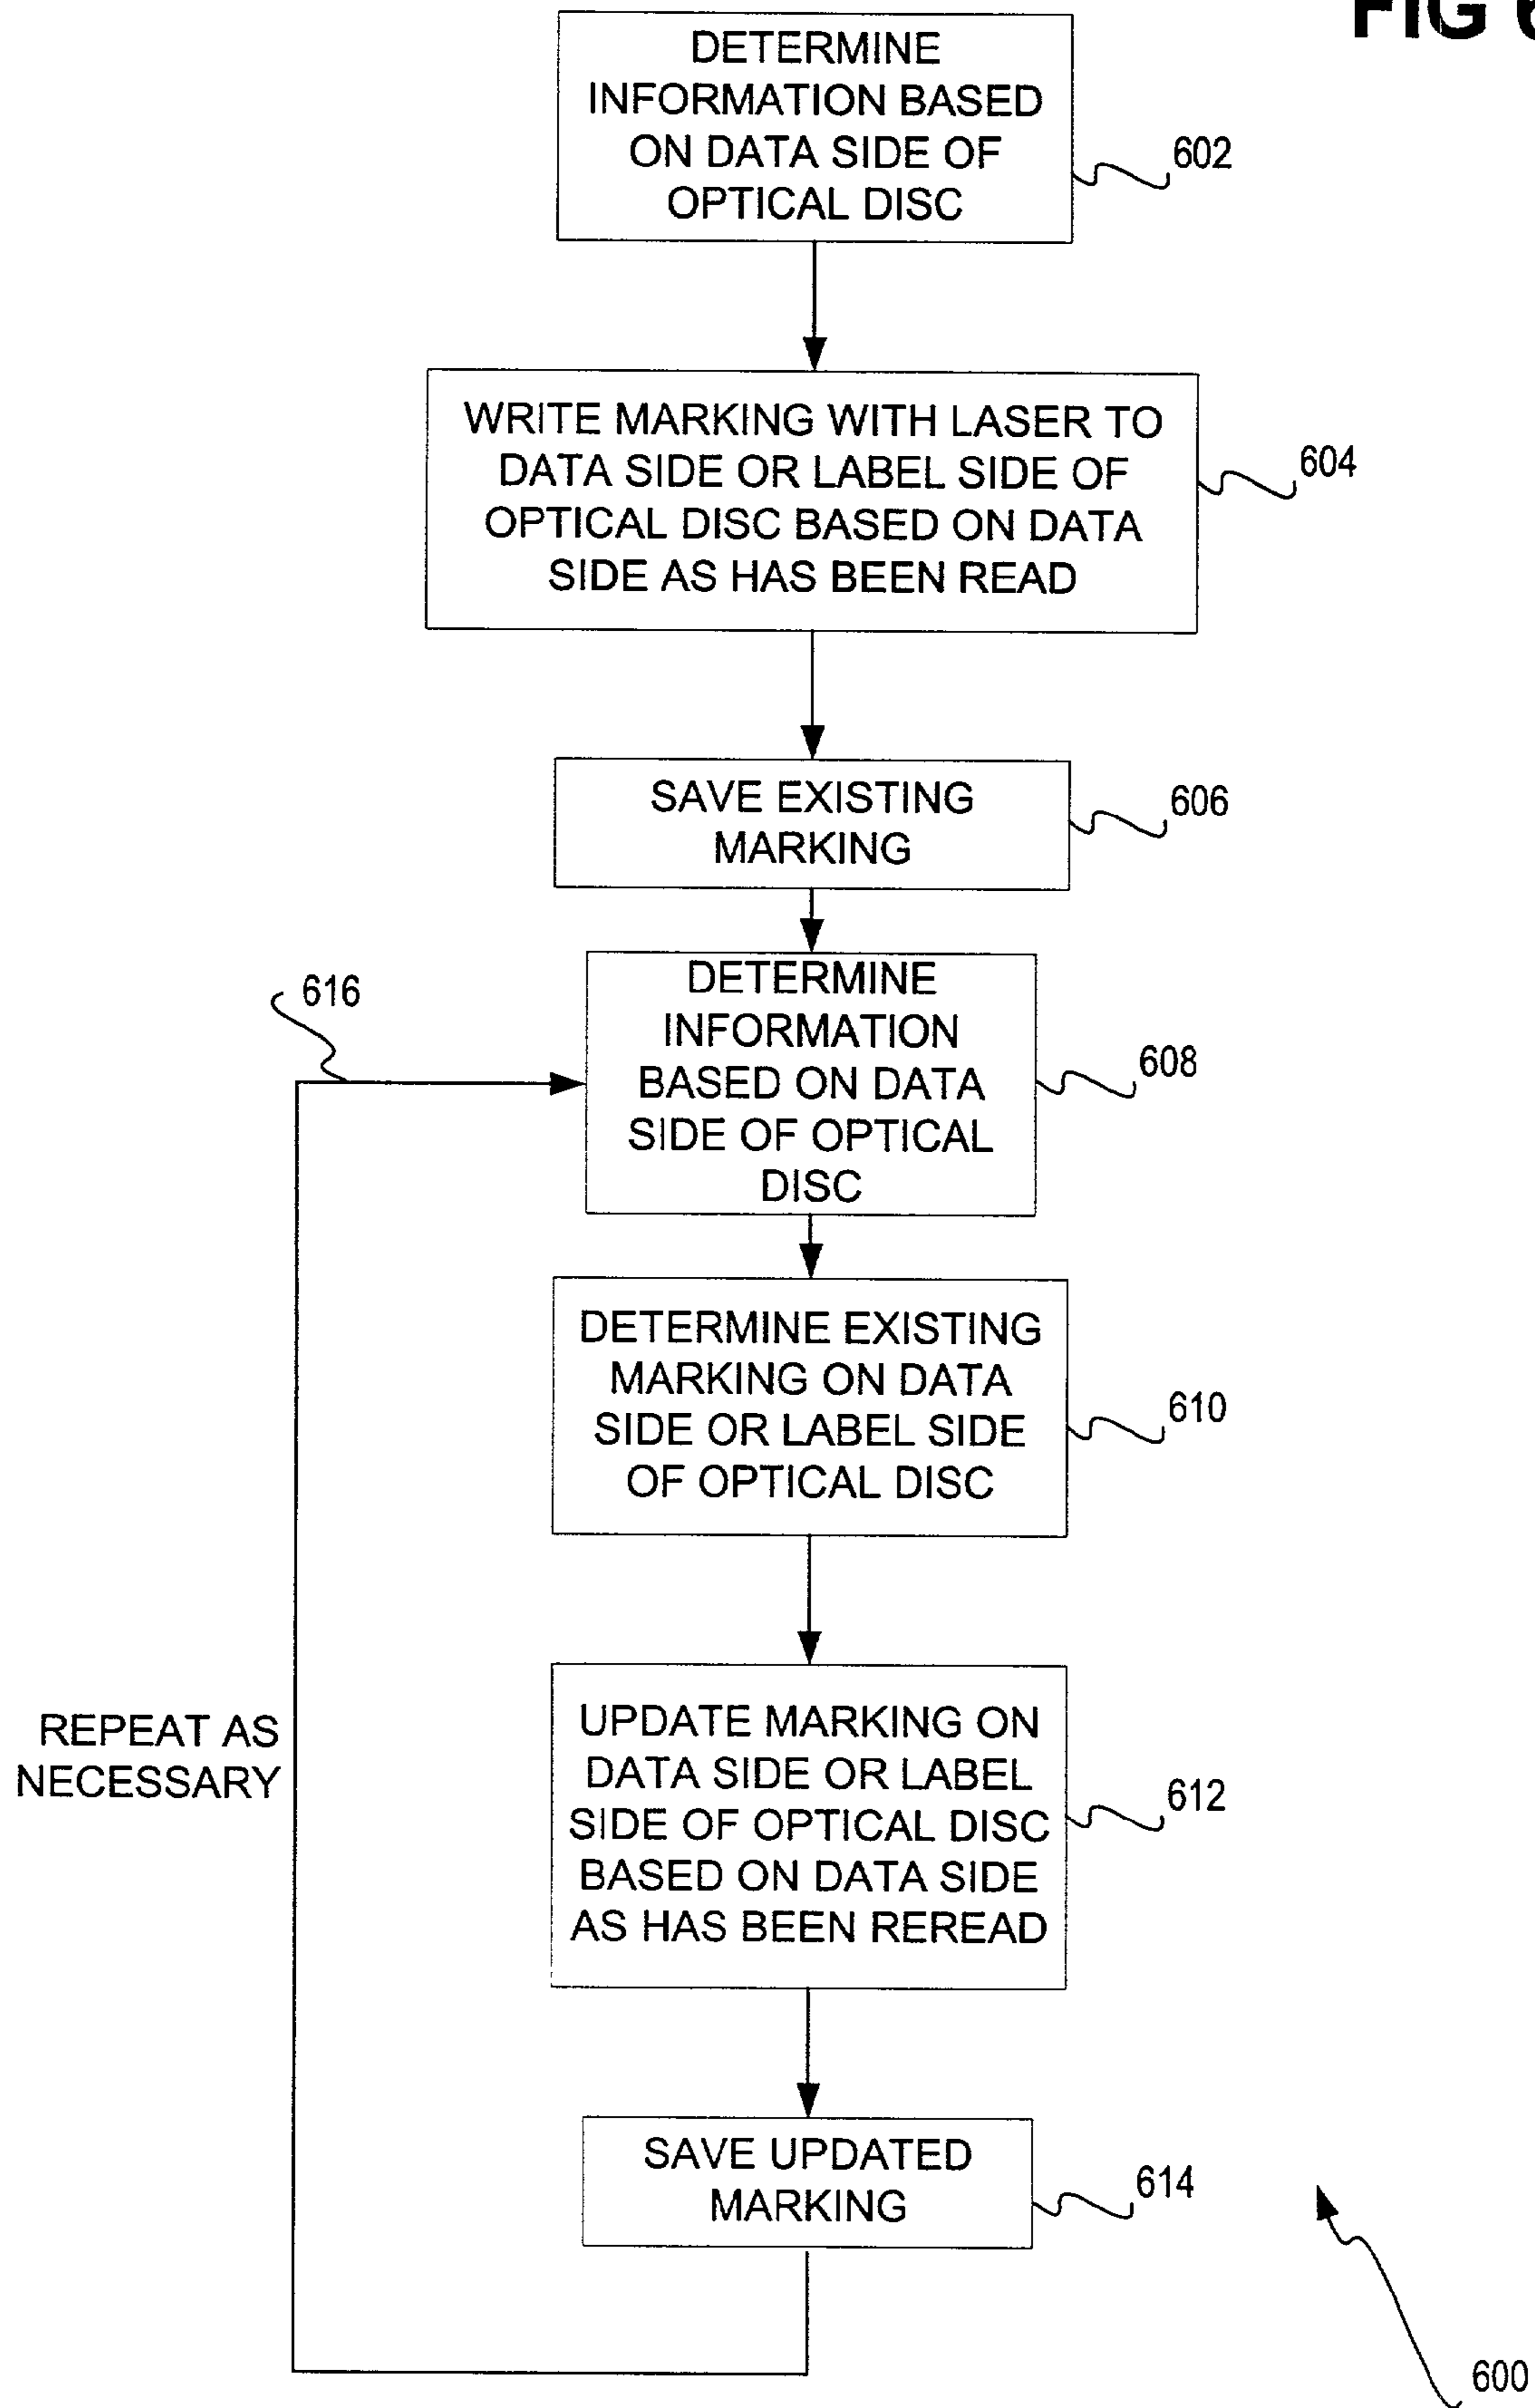 FIG 6
DETERMINE
INFORMATION BASED
ON DATA SIDE OF
OPTICAL DISC
602
WRITE MARKING WITH LASER TO
DATA SIDE OR LABEL SIDE OF
OPTICAL DISC BASED ON DATA
SIDE AS HAS BEEN READ
604
SAVE EXISTING
MARKING
606
616
DETERMINE
INFORMATION
BASED ON DATA
SIDE OF OPTICAL
DISC
608
DETERMINE EXISTING
MARKING ON DATA
SIDE OR LABEL SIDE
OF OPTICAL DISC
610
REPEAT AS
NECESSARY
UPDATE MARKING ON
DATA SIDE OR LABEL
SIDE OF OPTICAL DISC
BASED ON DATA SIDE
AS HAS BEEN REREAD
612
SAVE UPDATED
MARKING
614
600